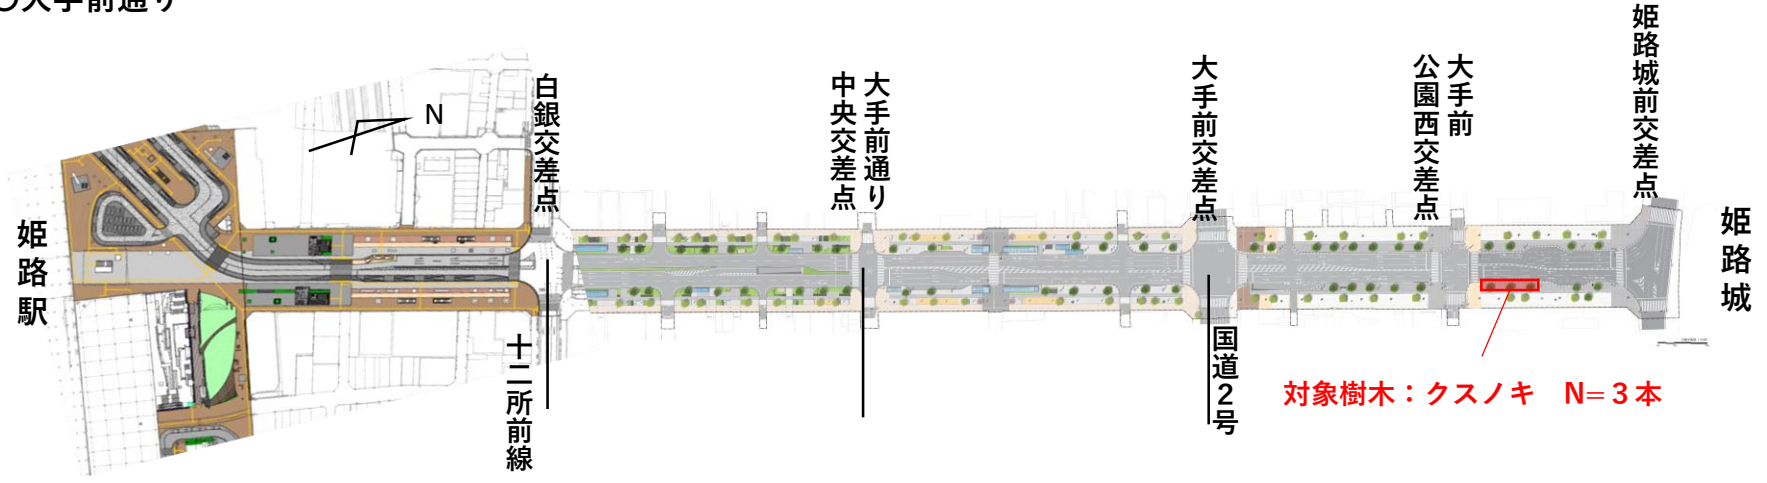 〇大手前通り
N
姫路駅
白銀交差点
十二所前線
大手前通り
中央交差点
大手前交差点
国道2号
大手前
公園西交差点
姫路城前交差点
姫路城
対象樹木：クスノキ　N=３本